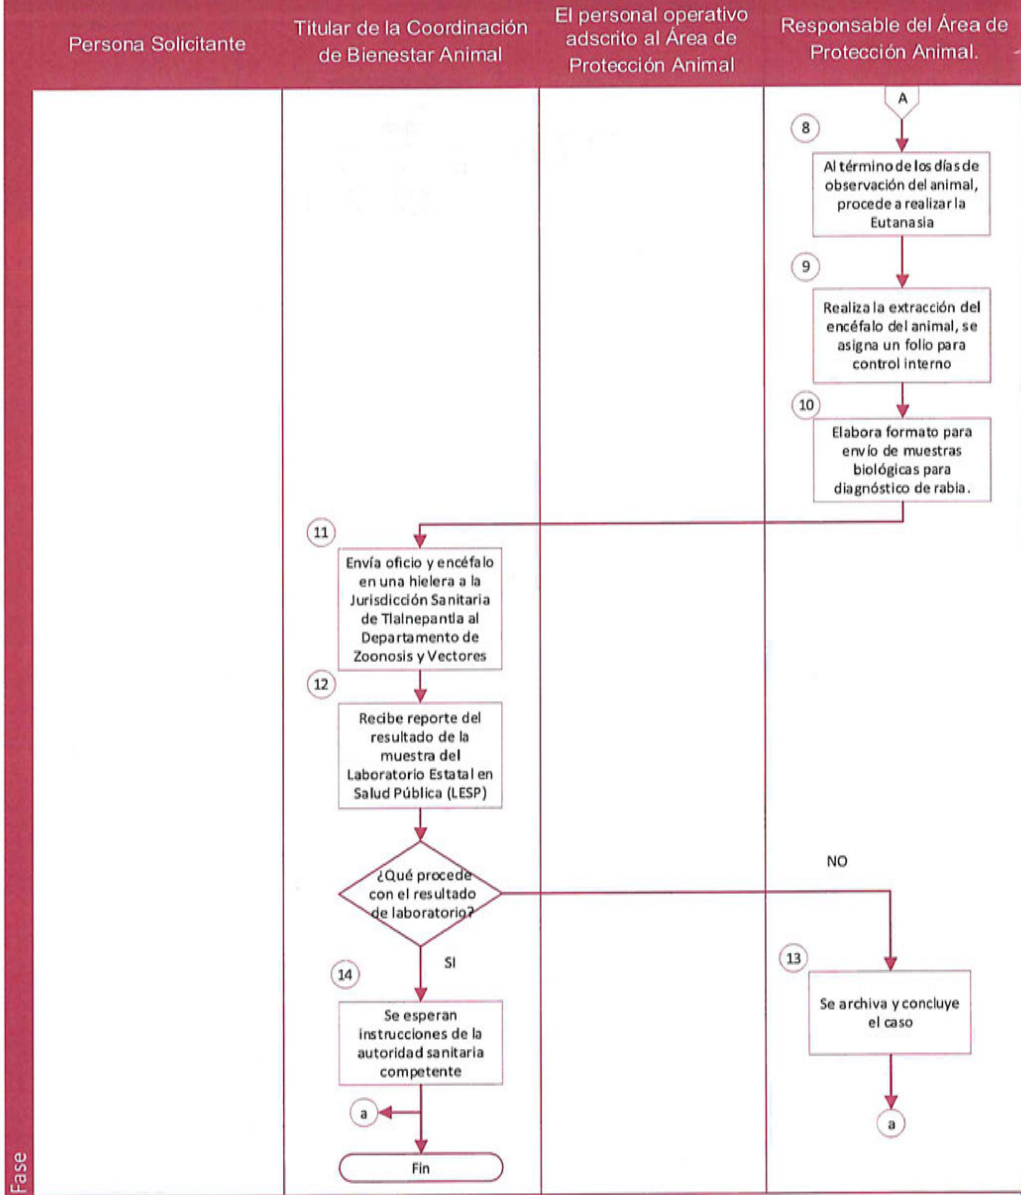 Persona Solicitante
Titular de la Coordinación
de Bienestar Animal
El personal operativo
adscrito al Área de
Protección Animal
Responsable del Área de
Protección Animal.
A
8
Al término de los días de
observación del animal,
procede a realizar la
Eutanasia
9
Realiza la extracción del
encéfalo del animal, se
asigna un folio para
control interno
10
Elabora formato para
envío de muestras
biológicas para
diagnóstico de rabia.
11
Envía oficio y encéfalo
en una hielera a la
Jurisdicción Sanitaria
de Tlalnepantla al
Departamento de
Zoonosis y Vectores
12
Recibe reporte del
resultado de la
muestra del
Laboratorio Estatal en
Salud Pública (LESP)
¿Qué procede
con el resultado
de laboratorio?
NO
SI
13
Se archiva y concluye
el caso
a
14
Se esperan
instrucciones de la
autoridad sanitaria
competente
a
Fin
Fase